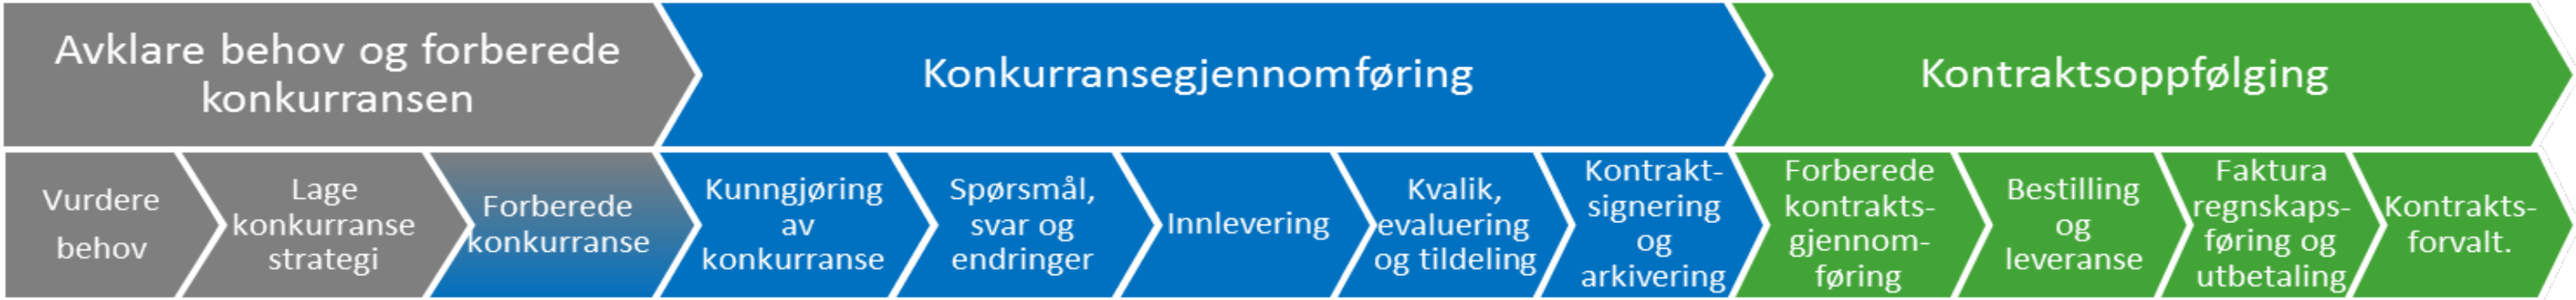 Avklare behov og forberede
konkurransen
Konkurransegjennomføring
Kontraktsoppfølging
Vurdere
behov
Lage
konkurranse
strategi
Forberede
konkurranse
Kunngjøring
av
konkurranse
Spørsmål,
svar og
endringer
Innlevering
Kvalik,
evaluering
og tildeling
Kontrakt-
signering
og
arkivering
Forberede
kontrakts-
gjennom-
føring
Bestilling
og
leveranse
Faktura
regnskaps-
føring og
utbetaling
Kontrakts-
forvalt.